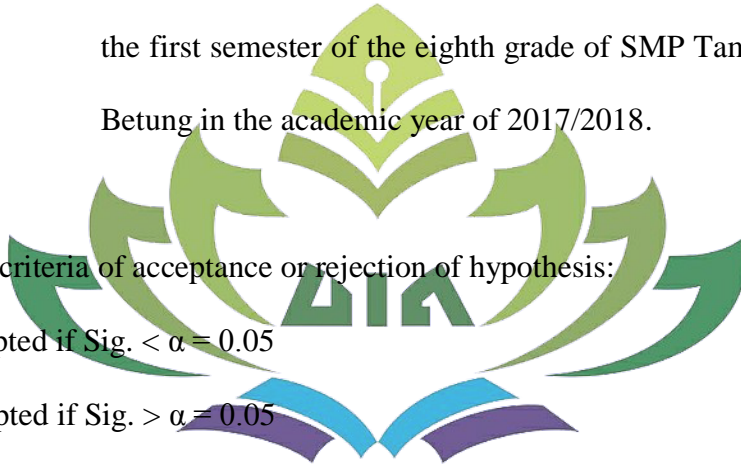 the first semester of the eighth grade of SMP Tan
Betung in the academic year of 2017/2018.
criteria of acceptance or rejection of hypothesis:
UIN
pted if Sig. < α = 0.05
pted if Sig. > α = 0.05